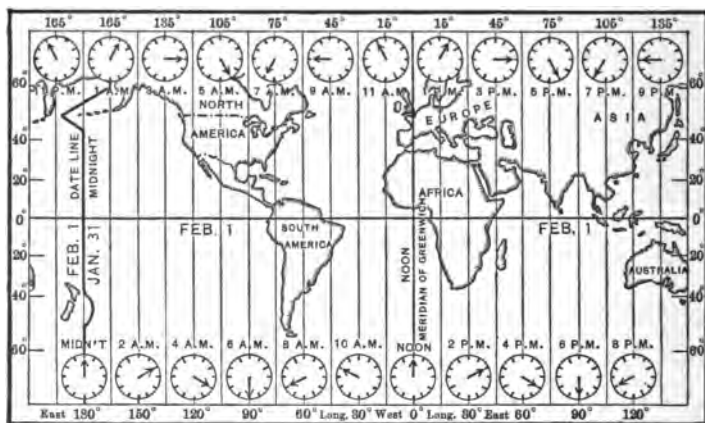 165° 165° 135° 105° 75° 45° 15° 15° 45° 75° 105° 135°
60° 11 P.M. 1 A.M. 3 A.M. 5 A.M. 7 A.M. 9 A.M. 11 A.M. 1 P.M. 3 P.M. 5 P.M. 7 P.M. 9 P.M. 60°
NORTH
AMERICA
EUROPE
ASIA
40° 40°
DATE LINE
MIDNIGHT
20° 20°
AFRICA
0° 0°
FEB. 1
JAN. 31
FEB. 1
SOUTH
AMERICA
NOON
MERIDIAN OF GREENWICH
FEB. 1
20° 20°
AUSTRALIA
40° 40°
60° MIDN'T 2 A.M. 4 A.M. 6 A.M. 8 A.M. 10 A.M. NOON 2 P.M. 4 P.M. 6 P.M. 8 P.M. 60°
East 180° 150° 120° 90° 60° Long. 30° West 0° Long. 30° East 60° 90° 120°